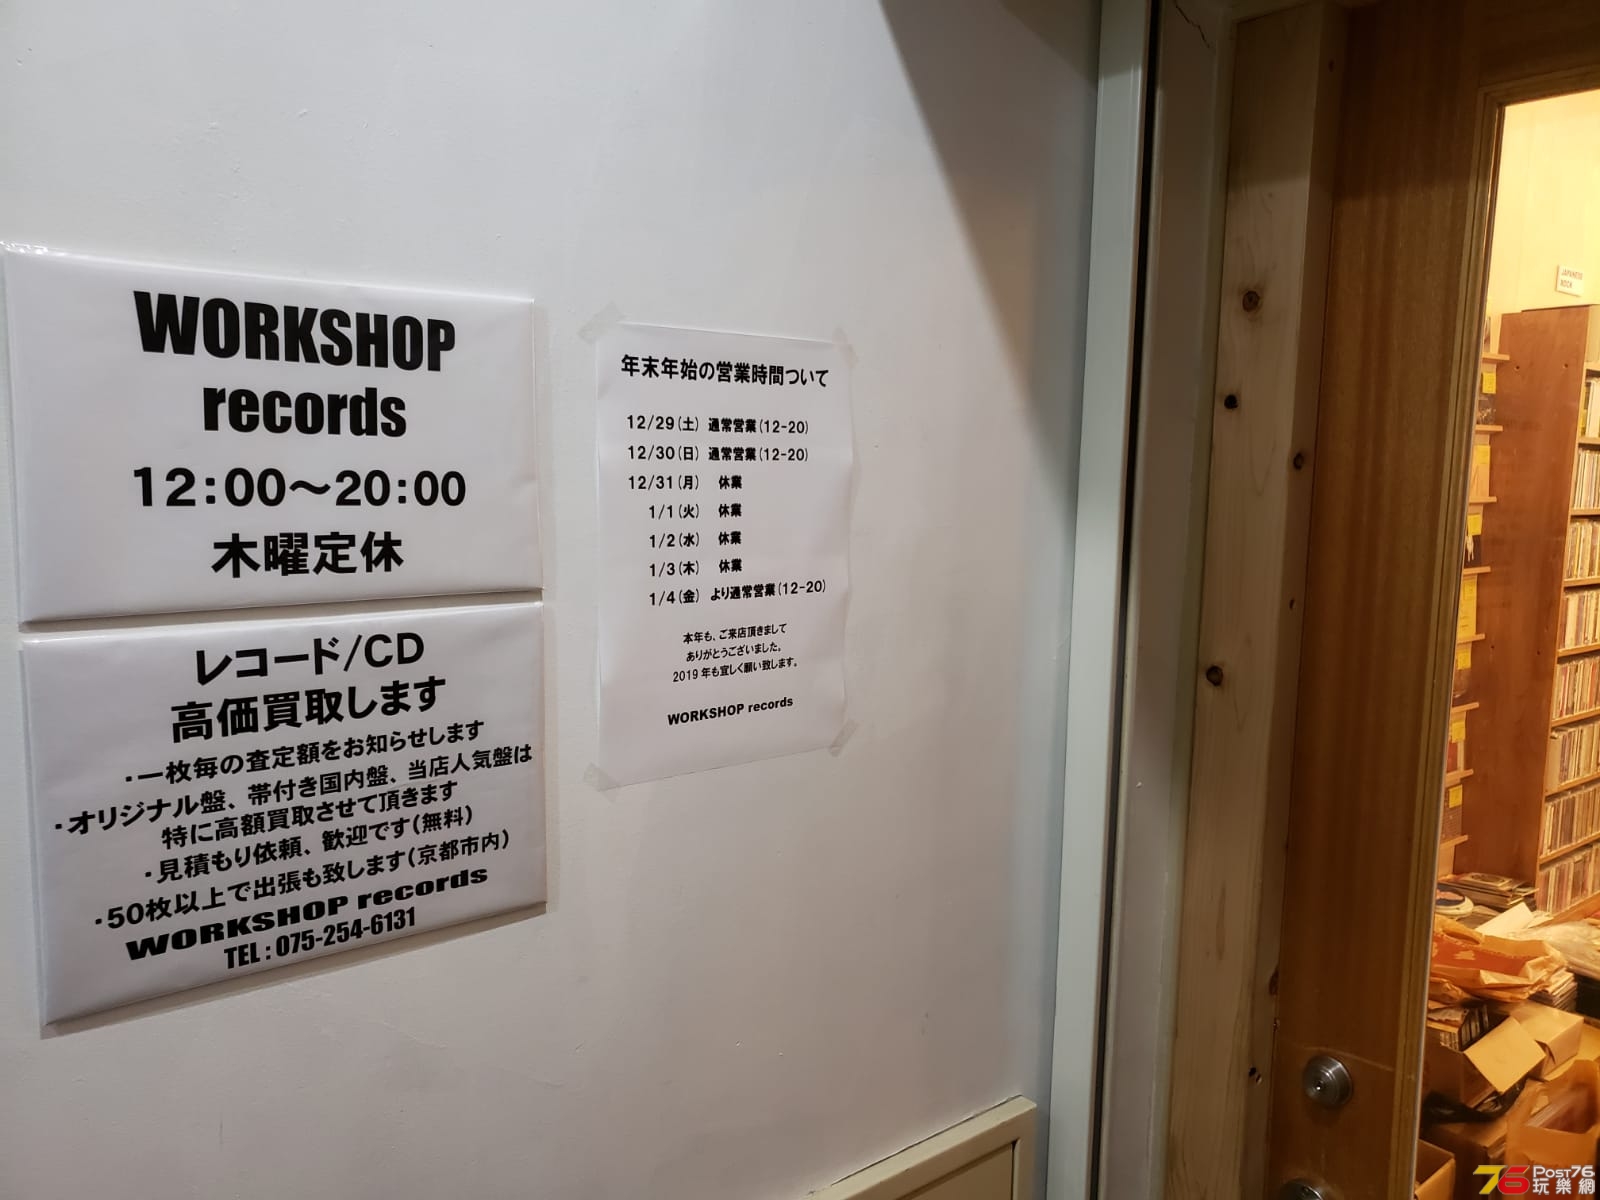 WORKSHOP
records
12:00〜20:00
木曜定休
レコード/CD
高価買取します
・一枚毎の査定額をお知らせします
・オリジナル盤、帯付き国内盤、当店人気盤は
特に高額買取させて頂きます
・見積もり依頼、歓迎です(無料)
・50枚以上で出張も致します(京都市内)
WORKSHOP records
TEL : 075-254-6131
年末年始の営業時間ついて
12/29(土) 通常営業(12-20)
12/30(日) 通常営業(12-20)
12/31(月) 休業
1/1(火) 休業
1/2(水) 休業
1/3(木) 休業
1/4(金) より通常営業(12-20)
本年も、ご来店頂きまして
ありがとうございました。
2019年も宜しく願い致します。
WORKSHOP records
JAPANESE
ROCK
76 POST76
玩樂網